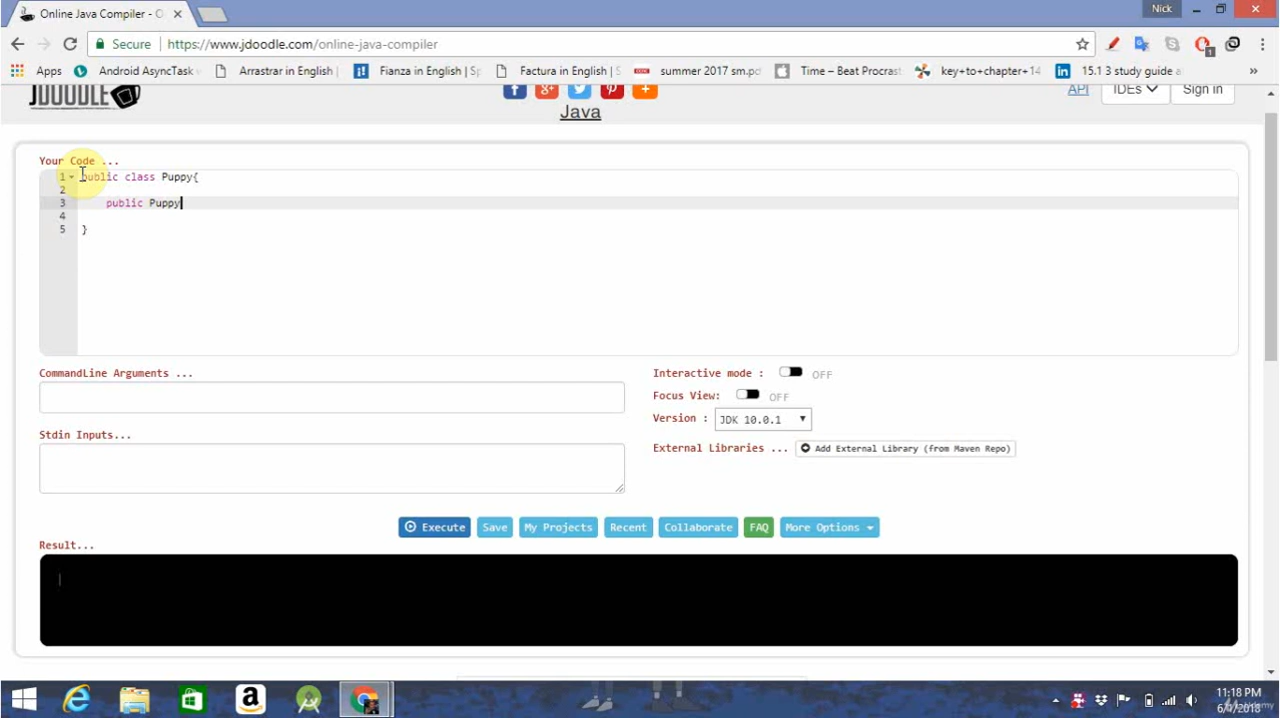 Online Java Compiler - O
Nick
Secure
https://www.jdoodle.com/online-java-compiler
Apps
Android AsyncTask
Arrastrar in English
Fianza in English | Sp
Factura in English | S
summer 2017 sm.pd
Time – Beat Procrast
key+to+chapter+14
15.1 3 study guide a
»
JDOODLE
Java
API
IDEs
Sign in
Your Code ...
1 public class Puppy{
2
3 public Puppy
4
5 }
CommandLine Arguments ...
Interactive mode : OFF
Focus View: OFF
Version : JDK 10.0.1
Stdin Inputs...
External Libraries ... Add External Library (from Maven Repo)
Execute
Save
My Projects
Recent
Collaborate
FAQ
More Options
Result...
11:18 PM
6/4/2018